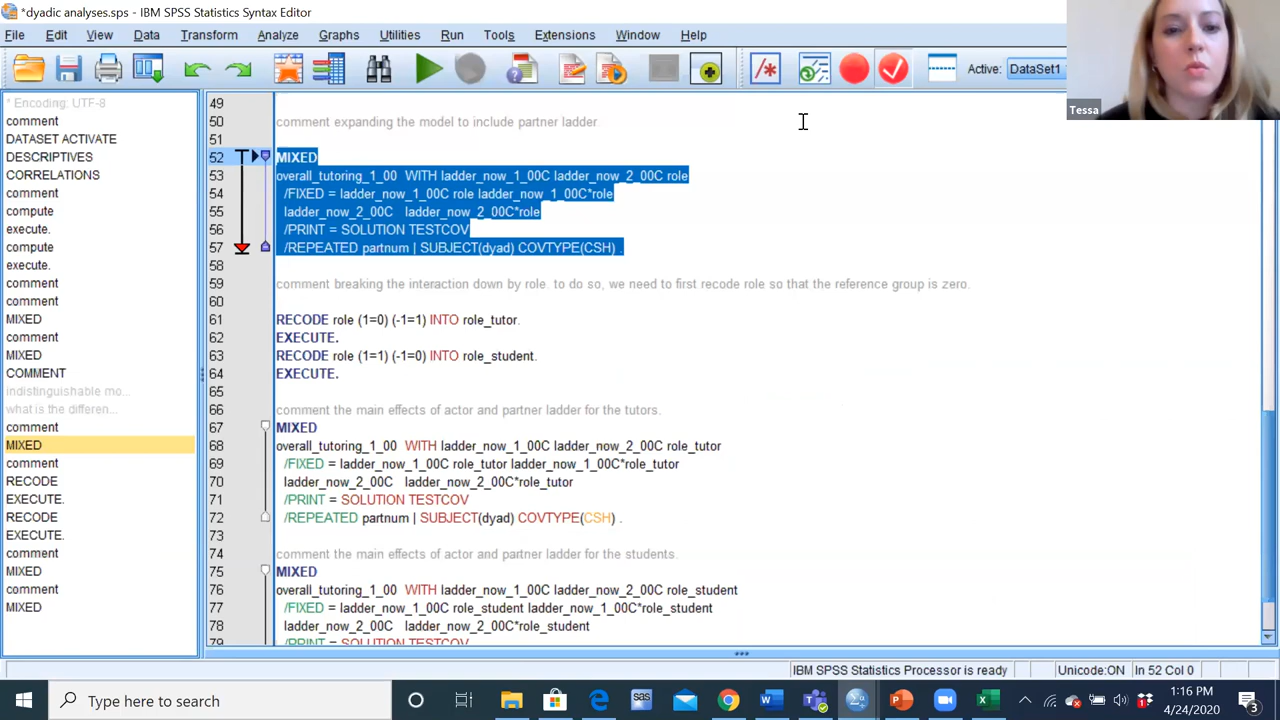 *dyadic analyses.sps - IBM SPSS Statistics Syntax Editor
File Edit View Data Transform Analyze Graphs Utilities Run Tools Extensions Window Help
Active: DataSet1
Tessa
* Encoding: UTF-8
comment
DATASET ACTIVATE
DESCRIPTIVES
CORRELATIONS
comment
compute
execute.
compute
execute.
comment
comment
MIXED
comment
MIXED
COMMENT
indistinguishable mo...
what is the differen...
comment
MIXED
comment
RECODE
EXECUTE.
RECODE
EXECUTE.
comment
MIXED
comment
MIXED
49
50 comment expanding the model to include partner ladder
51
52 MIXED
53 overall_tutoring_1_00 WITH ladder_now_1_00C ladder_now_2_00C role
54 /FIXED = ladder_now_1_00C role ladder_now_1_00C*role
55 ladder_now_2_00C ladder_now_2_00C*role
56 /PRINT = SOLUTION TESTCOV
57 /REPEATED partnum | SUBJECT(dyad) COVTYPE(CSH) .
58
59 comment breaking the interaction down by role. to do so, we need to first recode role so that the reference group is zero.
60
61 RECODE role (1=0) (-1=1) INTO role_tutor.
62 EXECUTE.
63 RECODE role (1=1) (-1=0) INTO role_student.
64 EXECUTE.
65
66 comment the main effects of actor and partner ladder for the tutors.
67 MIXED
68 overall_tutoring_1_00 WITH ladder_now_1_00C ladder_now_2_00C role_tutor
69 /FIXED = ladder_now_1_00C role_tutor ladder_now_1_00C*role_tutor
70 ladder_now_2_00C ladder_now_2_00C*role_tutor
71 /PRINT = SOLUTION TESTCOV
72 /REPEATED partnum | SUBJECT(dyad) COVTYPE(CSH) .
73
74 comment the main effects of actor and partner ladder for the students.
75 MIXED
76 overall_tutoring_1_00 WITH ladder_now_1_00C ladder_now_2_00C role_student
77 /FIXED = ladder_now_1_00C role_student ladder_now_1_00C*role_student
78 ladder_now_2_00C ladder_now_2_00C*role_student
79 /PRINT = SOLUTION TESTCOV
IBM SPSS Statistics Processor is ready Unicode:ON In 52 Col 0
Type here to search
sas
1:16 PM
4/24/2020
3